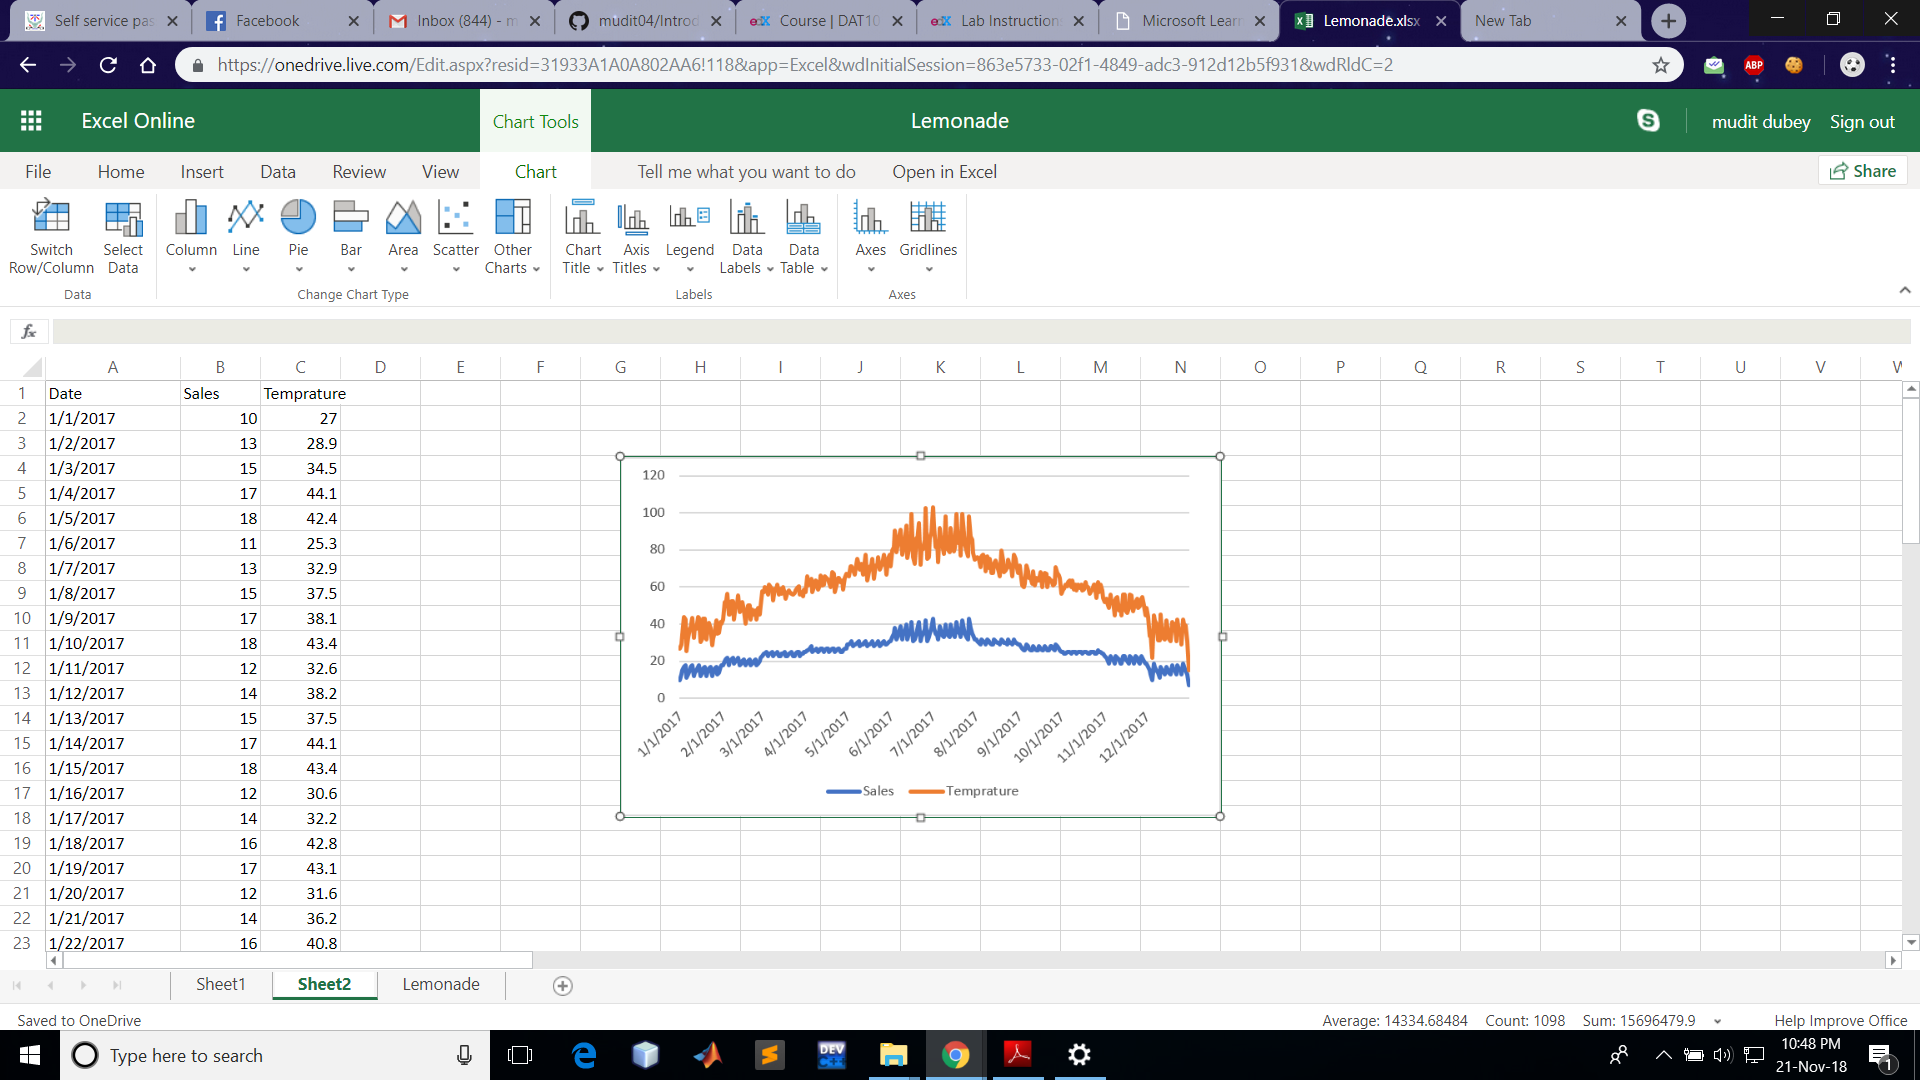 Self service pas
Facebook
Inbox (844) - m
mudit04/Introd
edX Course | DAT10
edX Lab Instruction
Microsoft Lear
Lemonade.xlsx
New Tab
https://onedrive.live.com/Edit.aspx?resid=31933A1A0A802AA6!118&app=Excel&wdInitialSession=863e5733-02f1-4849-adc3-912d12b5f931&wdRldC=2
ABP
Excel Online
Chart Tools
Lemonade
mudit dubey
Sign out
File Home Insert Data Review View Chart Tell me what you want to do Open in Excel Share
Switch Row/Column
Select Data
Column
Line
Pie
Bar
Area
Scatter
Other Charts
Chart Title
Axis Titles
Legend
Data Labels
Data Table
Axes
Gridlines
Data
Change Chart Type
Labels
Axes
fx
A B C D E F G H I J K L M N O P Q R S T U V W
1 Date Sales Temprature
2 1/1/2017 10 27
3 1/2/2017 13 28.9
4 1/3/2017 15 34.5
5 1/4/2017 17 44.1
6 1/5/2017 18 42.4
7 1/6/2017 11 25.3
8 1/7/2017 13 32.9
9 1/8/2017 15 37.5
10 1/9/2017 17 38.1
11 1/10/2017 18 43.4
12 1/11/2017 12 32.6
13 1/12/2017 14 38.2
14 1/13/2017 15 37.5
15 1/14/2017 17 44.1
16 1/15/2017 18 43.4
17 1/16/2017 12 30.6
18 1/17/2017 14 32.2
19 1/18/2017 16 42.8
20 1/19/2017 17 43.1
21 1/20/2017 12 31.6
22 1/21/2017 14 36.2
23 1/22/2017 16 40.8
120
100
80
60
40
20
0
1/1/2017 2/1/2017 3/1/2017 4/1/2017 5/1/2017 6/1/2017 7/1/2017 8/1/2017 9/1/2017 10/1/2017 11/1/2017 12/1/2017
Sales Temprature
Sheet1 Sheet2 Lemonade
Saved to OneDrive
Average: 14334.68484 Count: 1098 Sum: 15696479.9
Help Improve Office
Type here to search
DEV C++
10:48 PM
21-Nov-18
1